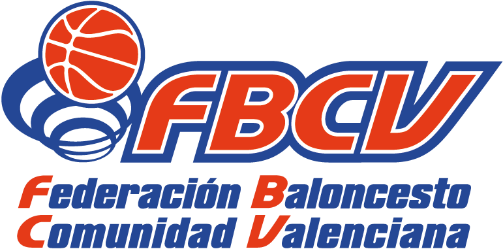 FBCV
Federación Baloncesto
Comunidad Valenciana